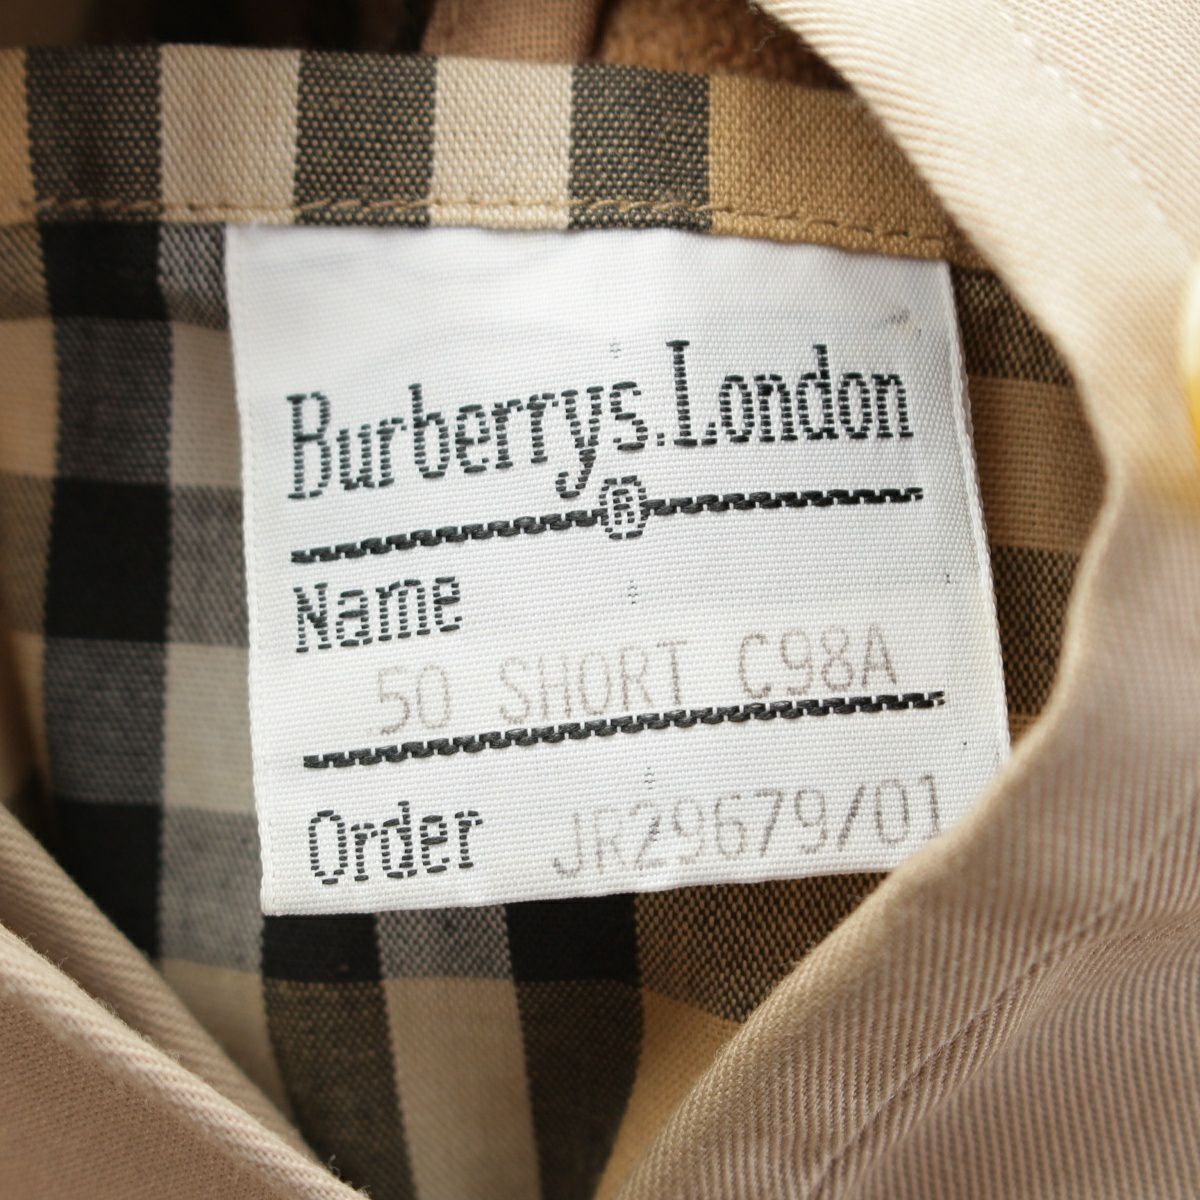 Burberrys.London
®
Name
50 SHORT C98A
Order JR29679/01